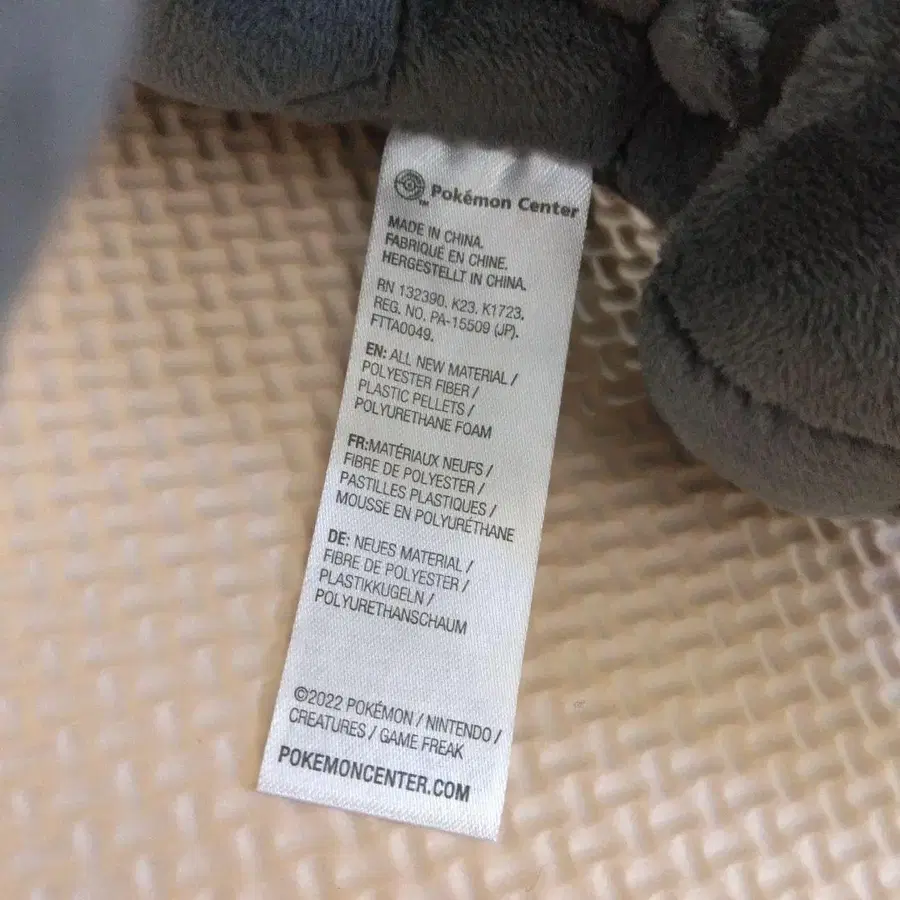 Pokémon Center
MADE IN CHINA.
FABRIQUÉ EN CHINE.
HERGESTELLT IN CHINA.
RN 132390. K23. K1723.
REG. NO. PA-15509 (JP).
FTTA0049.
EN: ALL NEW MATERIAL /
POLYESTER FIBER /
PLASTIC PELLETS /
POLYURETHANE FOAM
FR:MATÉRIAUX NEUFS /
FIBRE DE POLYESTER /
PASTILLES PLASTIQUES /
MOUSSE EN POLYURÉTHANE
DE: NEUES MATERIAL /
FIBRE DE POLYESTER /
PLASTIKKUGELN /
POLYURETHANSCHAUM
©2022 POKÉMON / NINTENDO /
CREATURES / GAME FREAK
POKEMONCENTER.COM